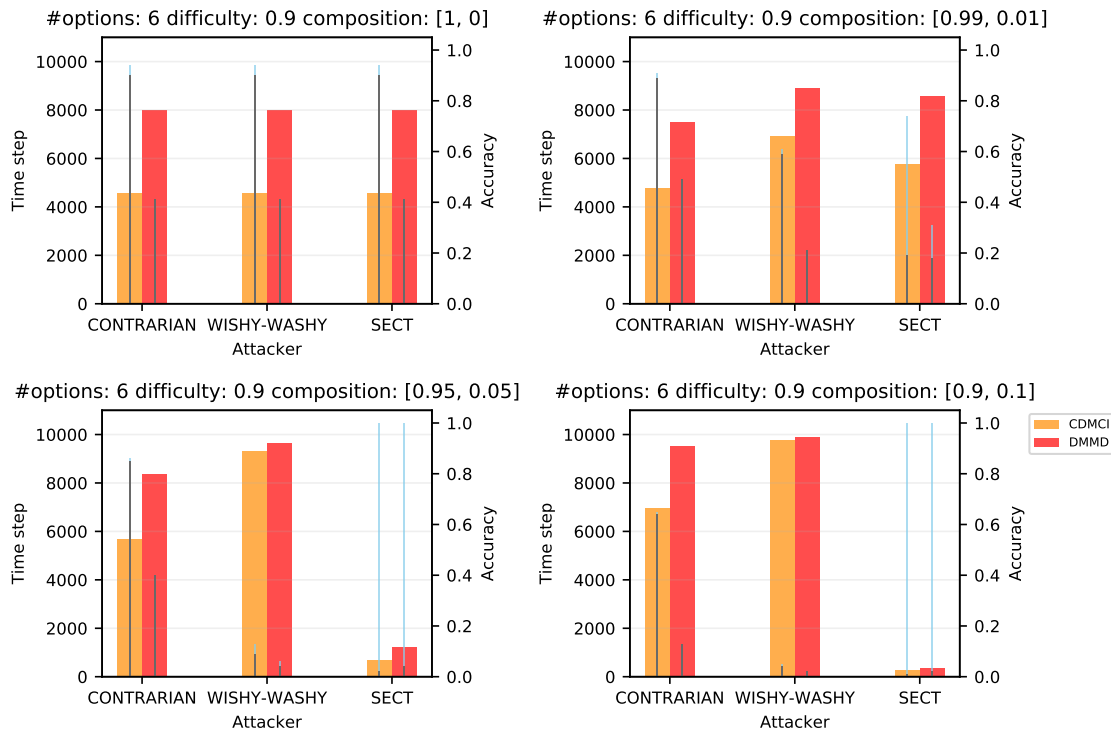 #options: 6 difficulty: 0.9 composition: [1, 0]
10000
8000
6000
4000
2000
0
Time step
1.0
0.8
0.6
0.4
0.2
0.0
Accuracy
CONTRARIAN WISHY-WASHY SECT
Attacker
#options: 6 difficulty: 0.9 composition: [0.99, 0.01]
10000
8000
6000
4000
2000
0
Time step
1.0
0.8
0.6
0.4
0.2
0.0
Accuracy
CONTRARIAN WISHY-WASHY SECT
Attacker
#options: 6 difficulty: 0.9 composition: [0.95, 0.05]
10000
8000
6000
4000
2000
0
Time step
1.0
0.8
0.6
0.4
0.2
0.0
Accuracy
CONTRARIAN WISHY-WASHY SECT
Attacker
#options: 6 difficulty: 0.9 composition: [0.9, 0.1]
10000
8000
6000
4000
2000
0
Time step
1.0
0.8
0.6
0.4
0.2
0.0
Accuracy
CONTRARIAN WISHY-WASHY SECT
Attacker
CDMCI
DMMD